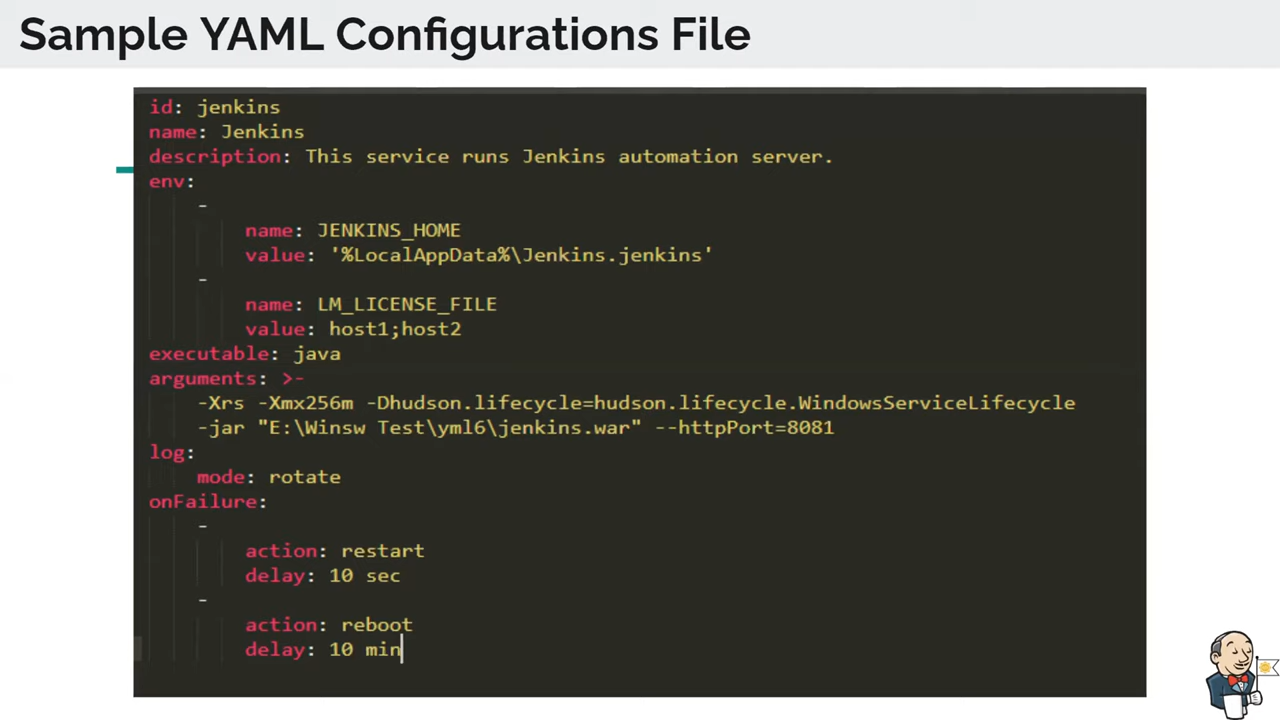 Sample YAML Configurations File
id: jenkins
name: Jenkins
description: This service runs Jenkins automation server.
env:
-
name: JENKINS_HOME
value: '%LocalAppData%\Jenkins.jenkins'
-
name: LM_LICENSE_FILE
value: host1;host2
executable: java
arguments: >-
-Xrs -Xmx256m -Dhudson.lifecycle=hudson.lifecycle.WindowsServiceLifecycle
-jar "E:\Winsw Test\yml6\jenkins.war" --httpPort=8081
log:
mode: rotate
onFailure:
-
action: restart
delay: 10 sec
-
action: reboot
delay: 10 min